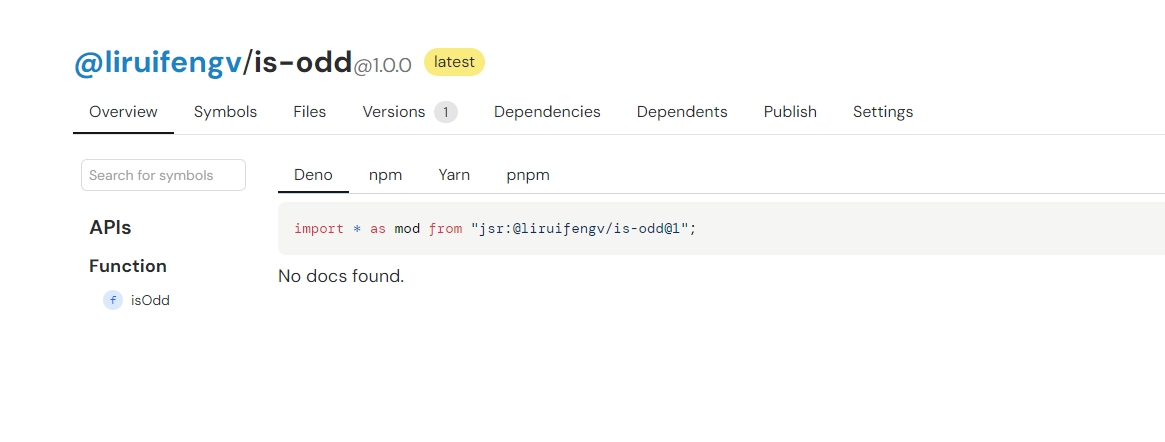 @liruifengv/is-odd@1.0.0 latest
Overview Symbols Files Versions 1 Dependencies Dependents Publish Settings
Search for symbols
Deno npm Yarn pnpm
APIs
import * as mod from "jsr:@liruifengv/is-odd@1";
Function
No docs found.
f isOdd